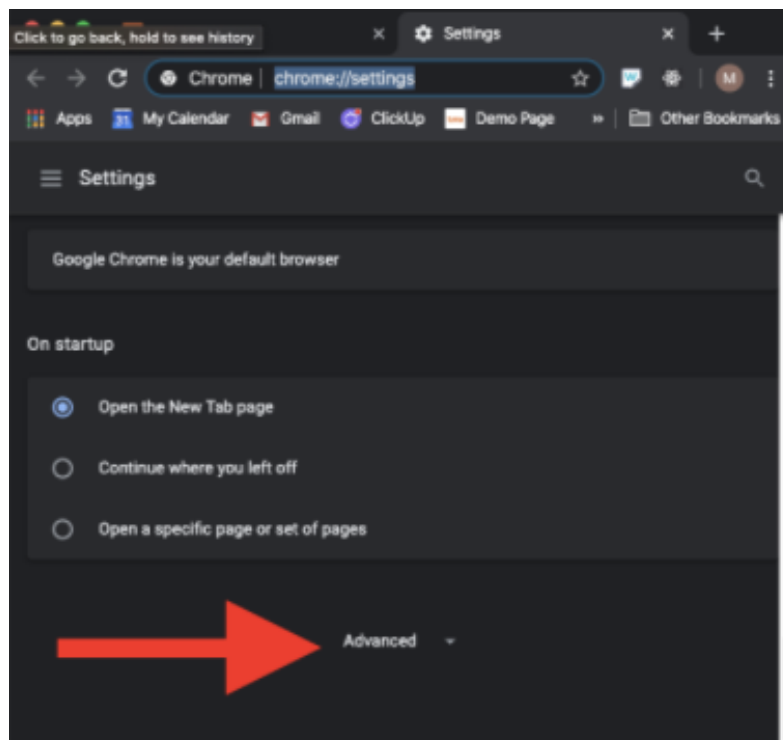 Click to go back, hold to see history
Settings
Chrome | chrome://settings
M
Apps 31 My Calendar Gmail ClickUp Demo Page » Other Bookmarks
Settings
Google Chrome is your default browser
On startup
Open the New Tab page
Continue where you left off
Open a specific page or set of pages
Advanced